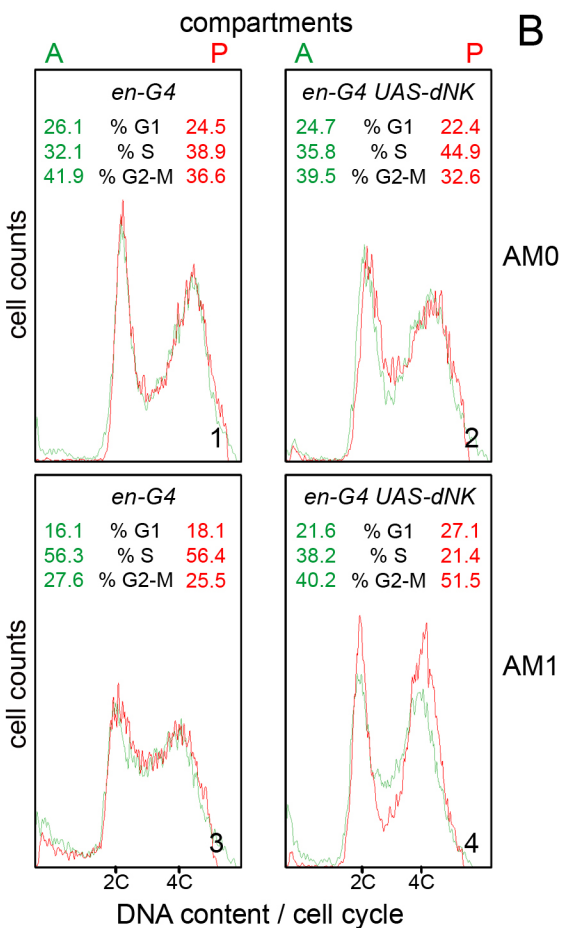 compartments
B
A P
A P
en-G4
26.1 % G1 24.5
32.1 % S 38.9
41.9 % G2-M 36.6
1
en-G4 UAS-dNK
24.7 % G1 22.4
35.8 % S 44.9
39.5 % G2-M 32.6
2
cell counts
AM0
en-G4
16.1 % G1 18.1
56.3 % S 56.4
27.6 % G2-M 25.5
3
en-G4 UAS-dNK
21.6 % G1 27.1
38.2 % S 21.4
40.2 % G2-M 51.5
4
cell counts
AM1
2C 4C
2C 4C
DNA content / cell cycle